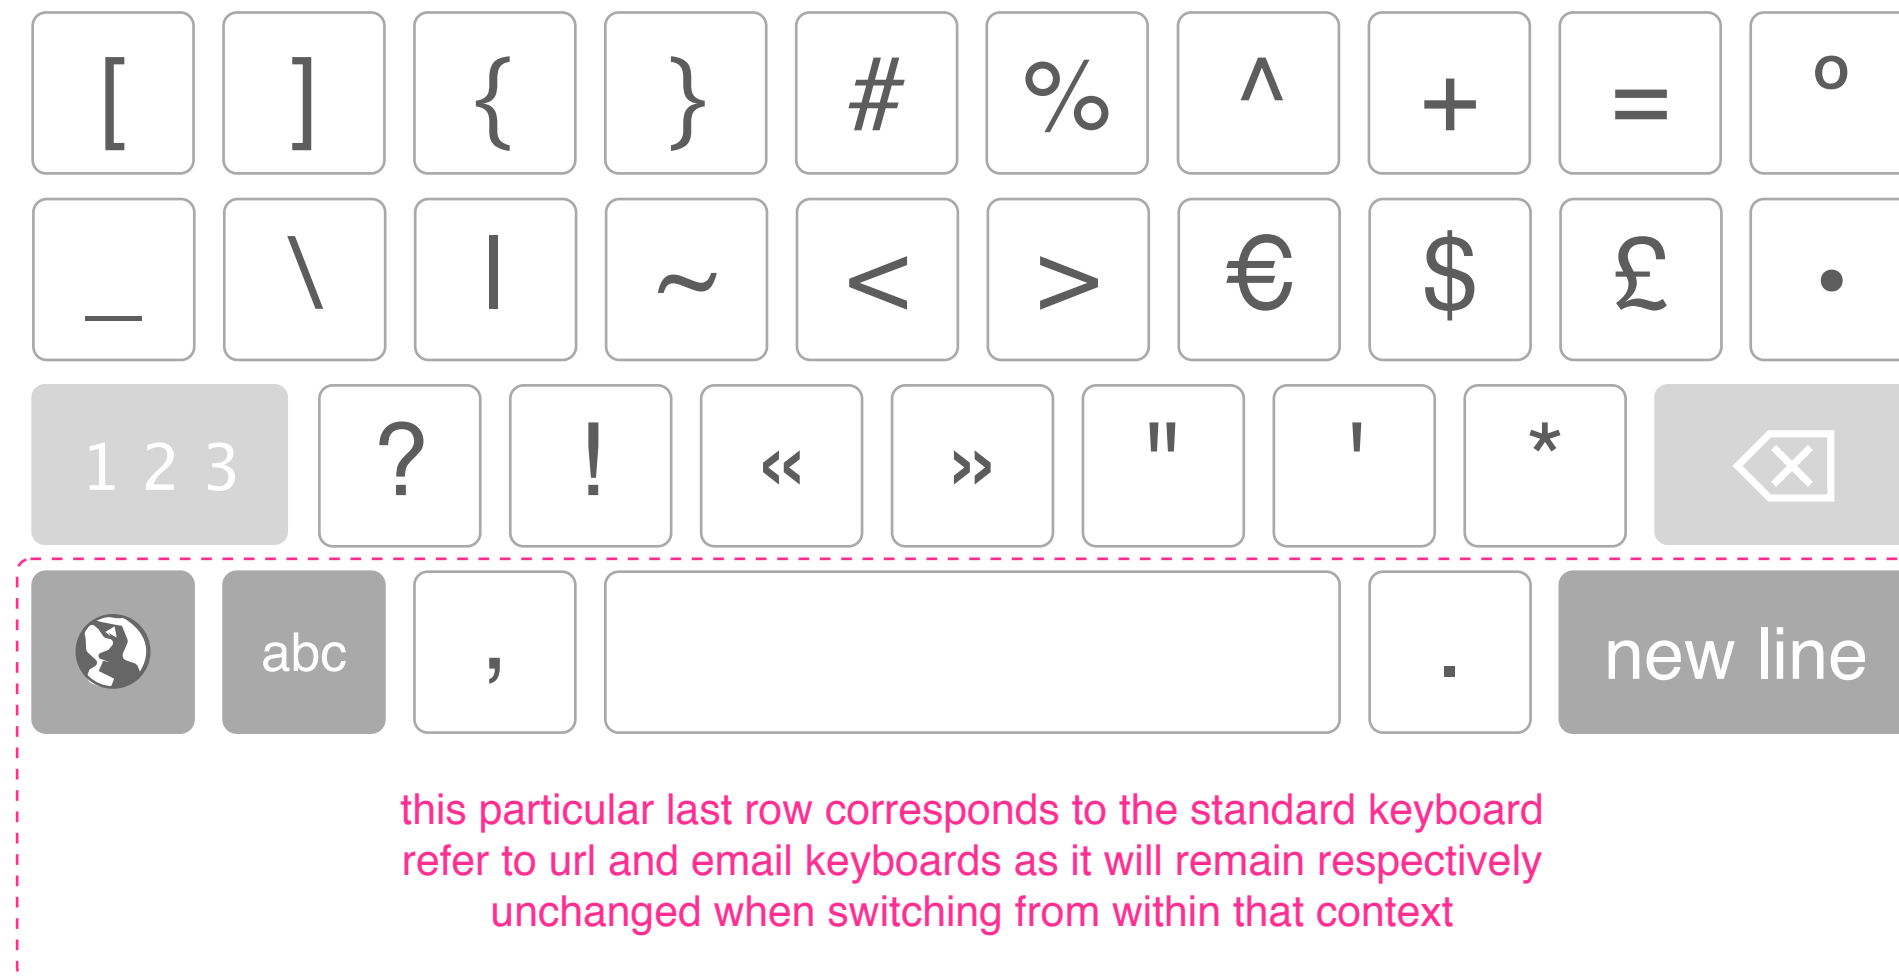 [ ] { } # % ^ + = º
_ \ | ~ < > € $ £ •
1 2 3 ? ! « » " ' *
abc , . new line
this particular last row corresponds to the standard keyboard
refer to url and email keyboards as it will remain respectively
unchanged when switching from within that context